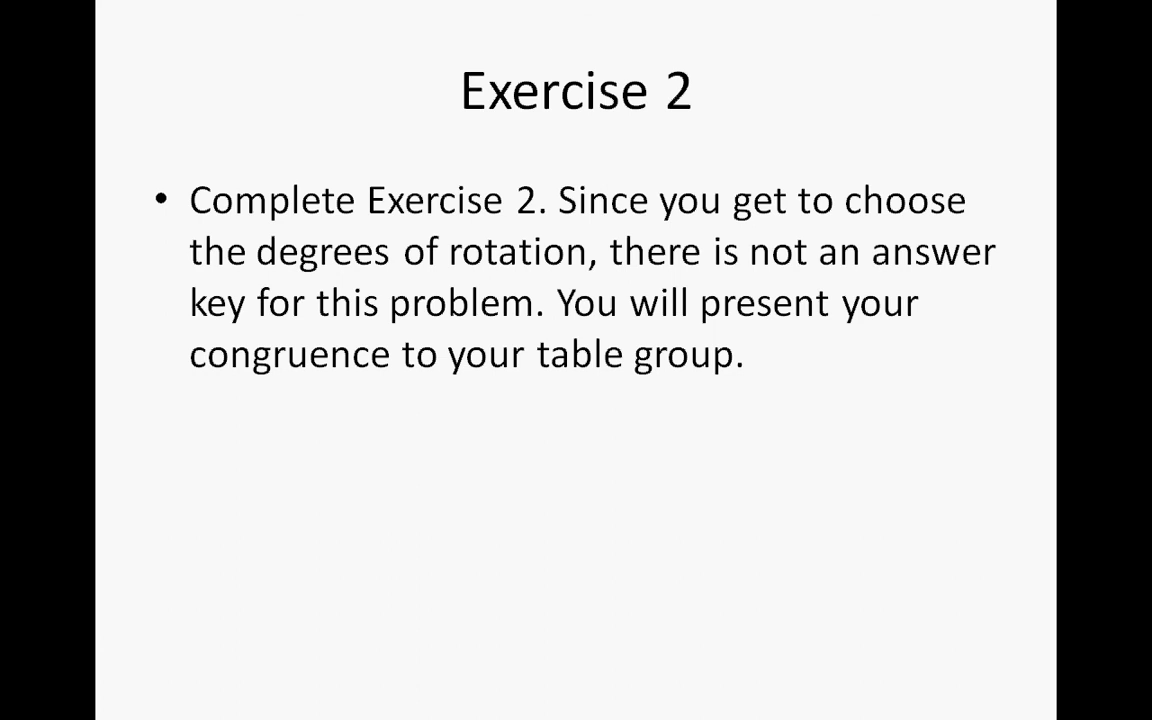 Exercise 2
• Complete Exercise 2. Since you get to choose
the degrees of rotation, there is not an answer
key for this problem. You will present your
congruence to your table group.